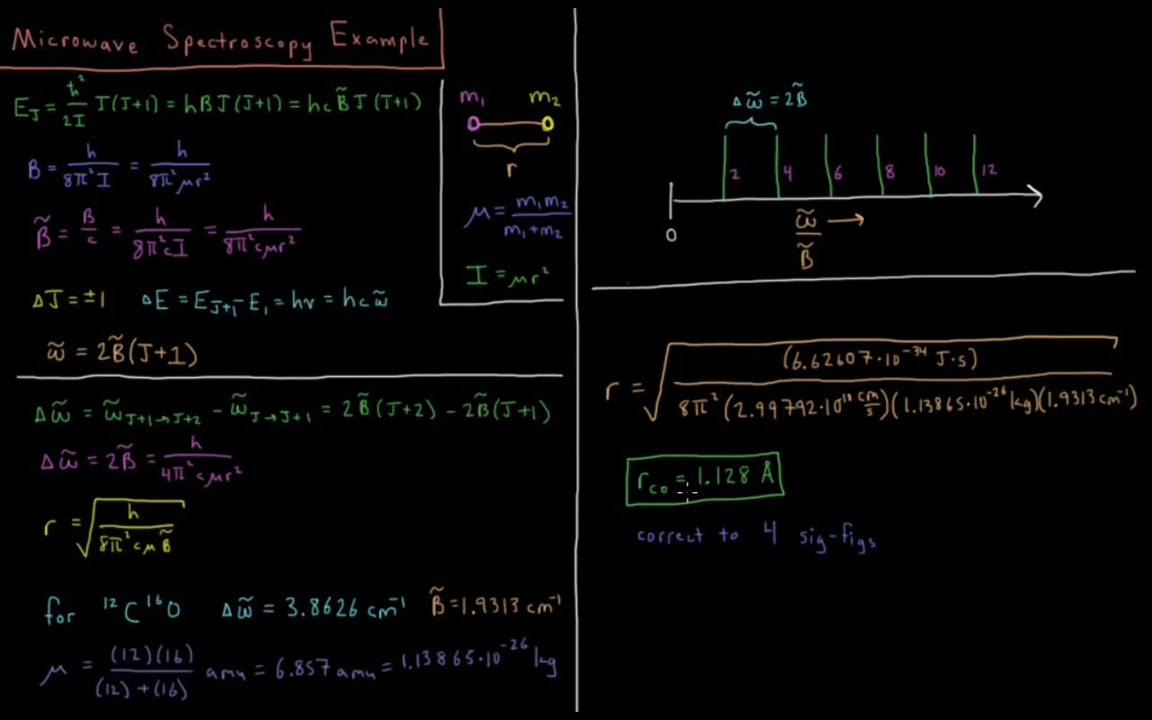 Microwave Spectroscopy Example
E_J = ħ²/2I J(J+1) = hBJ(J+1) = hcB̃J(J+1)
B = h/8π²I = h/8π²μr²
B̃ = B/c = h/8π²cI = h/8π²cμr²
ΔJ = ±1 ΔE = E_{J+1} - E_1 = hν = hcω̃
ω̃ = 2B̃(J+1)
m₁ m₂
r
μ = m₁m₂/m₁+m₂
I = μr²
Δω̃ = ω̃_{J+1→J+2} - ω̃_{J→J+1} = 2B̃(J+2) - 2B̃(J+1)
Δω̃ = 2B̃ = h/4π²cμr²
r = √(h/8π²cμB̃)
for ¹²C¹⁶O Δω̃ = 3.8626 cm⁻¹ B̃ = 1.9313 cm⁻¹
μ = (12)(16)/(12)+(16) amu = 6.857 amu = 1.13865·10⁻²⁶ kg
Δω̃ = 2B̃
2 4 6 8 10 12
0
ω̃/B̃ →
r = √((6.62607·10⁻³⁴ J·s)/8π²(2.99792·10¹⁰ cm/s)(1.13865·10⁻²⁶ kg)(1.9313 cm⁻¹))
r_CO = 1.128 Å
correct to 4 sig-figs